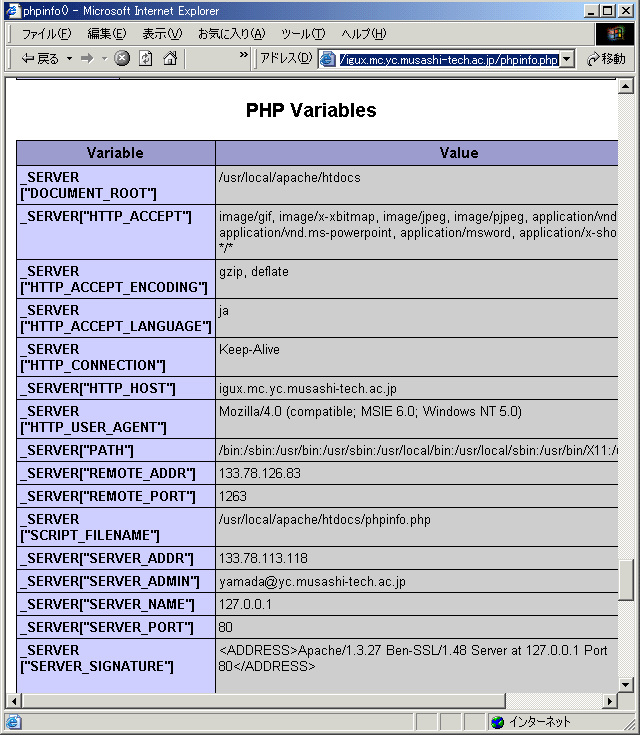 phpinfo() - Microsoft Internet Explorer
ファイル(F) 編集(E) 表示(V) お気に入り(A) ツール(T) ヘルプ(H)
戻る » アドレス(D) /igux.mc.yc.musashi-tech.ac.jp/phpinfo.php 移動
PHP Variables
Variable Value
_SERVER /usr/local/apache/htdocs
["DOCUMENT_ROOT"]
_SERVER["HTTP_ACCEPT"] image/gif, image/x-xbitmap, image/jpeg, image/pjpeg, application/vnd
application/vnd.ms-powerpoint, application/msword, application/x-sho
*/*
_SERVER gzip, deflate
["HTTP_ACCEPT_ENCODING"]
_SERVER ja
["HTTP_ACCEPT_LANGUAGE"]
_SERVER Keep-Alive
["HTTP_CONNECTION"]
_SERVER["HTTP_HOST"] igux.mc.yc.musashi-tech.ac.jp
_SERVER Mozilla/4.0 (compatible; MSIE 6.0; Windows NT 5.0)
["HTTP_USER_AGENT"]
_SERVER["PATH"] /bin:/sbin:/usr/bin:/usr/sbin:/usr/local/bin:/usr/local/sbin:/usr/bin/X11:/
_SERVER["REMOTE_ADDR"] 133.78.126.83
_SERVER["REMOTE_PORT"] 1263
_SERVER /usr/local/apache/htdocs/phpinfo.php
["SCRIPT_FILENAME"]
_SERVER["SERVER_ADDR"] 133.78.113.118
_SERVER["SERVER_ADMIN"] yamada@yc.musashi-tech.ac.jp
_SERVER["SERVER_NAME"] 127.0.0.1
_SERVER["SERVER_PORT"] 80
_SERVER <ADDRESS>Apache/1.3.27 Ben-SSL/1.48 Server at 127.0.0.1 Port
["SERVER_SIGNATURE"] 80</ADDRESS>
インターネット